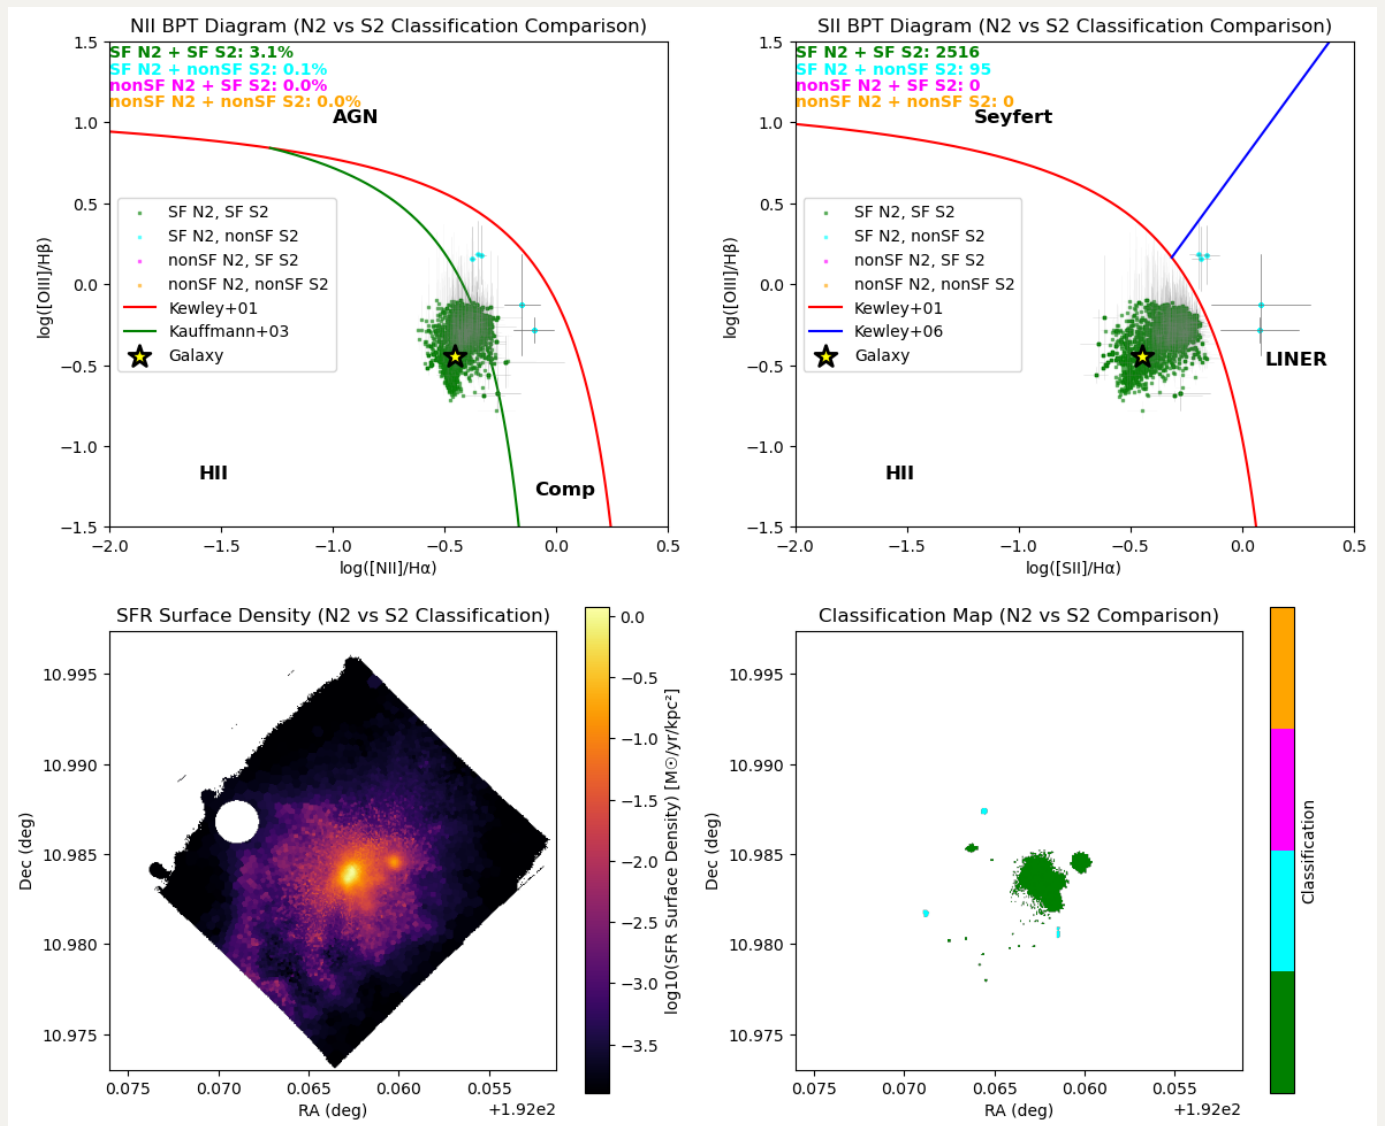 NII BPT Diagram (N2 vs S2 Classification Comparison)
SF N2 + SF S2: 3.1%
SF N2 + nonSF S2: 0.1%
nonSF N2 + SF S2: 0.0%
nonSF N2 + nonSF S2: 0.0%
AGN
SF N2, SF S2
SF N2, nonSF S2
nonSF N2, SF S2
nonSF N2, nonSF S2
Kewley+01
Kauffmann+03
Galaxy
HII
Comp
1.5
1.0
0.5
0.0
−0.5
−1.0
−1.5
log([OIII]/Hβ)
−2.0 −1.5 −1.0 −0.5 0.0 0.5
log([NII]/Hα)
SII BPT Diagram (N2 vs S2 Classification Comparison)
SF N2 + SF S2: 2516
SF N2 + nonSF S2: 95
nonSF N2 + SF S2: 0
nonSF N2 + nonSF S2: 0
Seyfert
SF N2, SF S2
SF N2, nonSF S2
nonSF N2, SF S2
nonSF N2, nonSF S2
Kewley+01
Kewley+06
Galaxy
LINER
HII
1.5
1.0
0.5
0.0
−0.5
−1.0
−1.5
log([OIII]/Hβ)
−2.0 −1.5 −1.0 −0.5 0.0 0.5
log([SII]/Hα)
SFR Surface Density (N2 vs S2 Classification)
10.995
10.990
10.985
10.980
10.975
Dec (deg)
0.075 0.070 0.065 0.060 0.055
RA (deg)
+1.92e2
0.0
−0.5
−1.0
−1.5
−2.0
−2.5
−3.0
−3.5
log10(SFR Surface Density) [M☉/yr/kpc²]
Classification Map (N2 vs S2 Comparison)
10.995
10.990
10.985
10.980
10.975
Dec (deg)
0.075 0.070 0.065 0.060 0.055
RA (deg)
+1.92e2
Classification